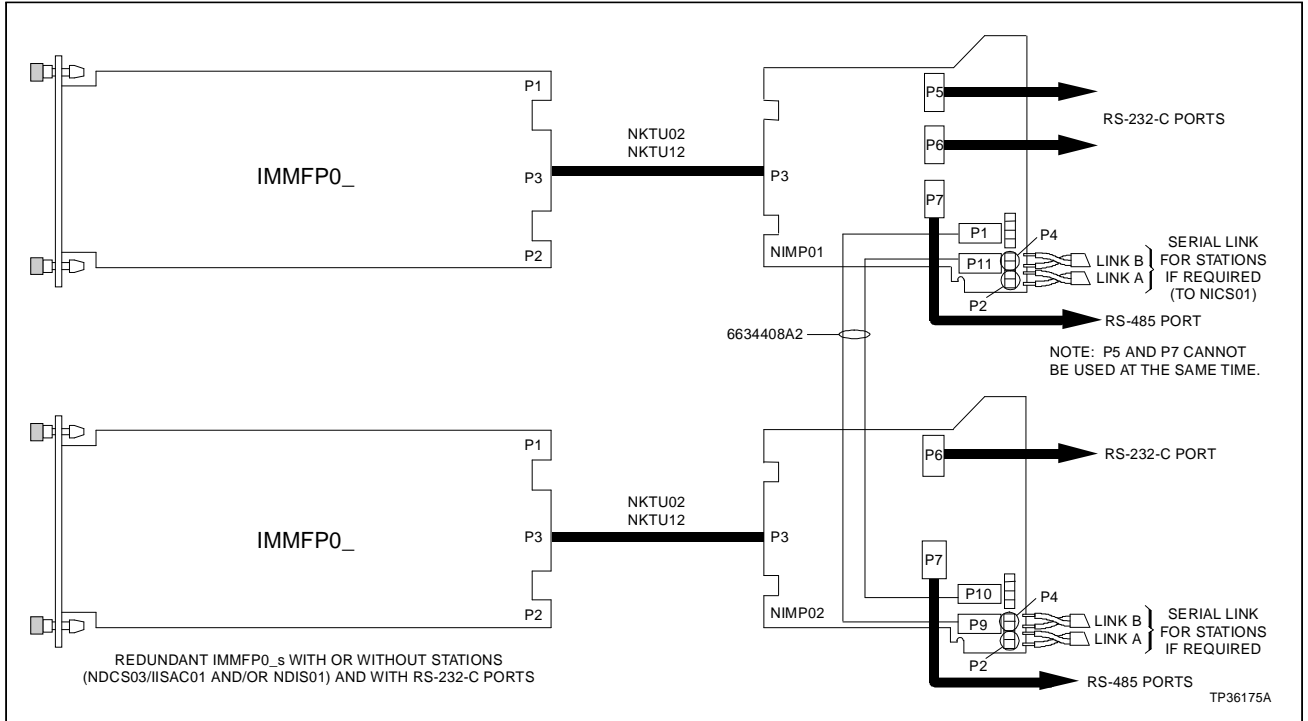 P1
IMMFP0_
P3
P2
NKTU02
NKTU12
P3
NIMP01
P5
RS-232-C PORTS
P6
P7
P1
P4
P11
P2
LINK B
LINK A
SERIAL LINK
FOR STATIONS
IF REQUIRED
(TO NICS01)
RS-485 PORT
6634408A2
NOTE: P5 AND P7 CANNOT
BE USED AT THE SAME TIME.
P1
IMMFP0_
P3
P2
NKTU02
NKTU12
P3
NIMP02
P6
RS-232-C PORT
P7
P10
P4
P9
P2
LINK B
LINK A
SERIAL LINK
FOR STATIONS
IF REQUIRED
RS-485 PORTS
REDUNDANT IMMFP0_s WITH OR WITHOUT STATIONS
(NDCS03/IISAC01 AND/OR NDIS01) AND WITH RS-232-C PORTS
TP36175A